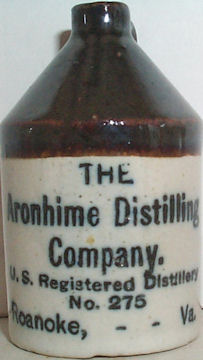 THE
Aronhime Distilling
Company.
U.S. Registered Distillery
No. 275
Roanoke, - - Va.